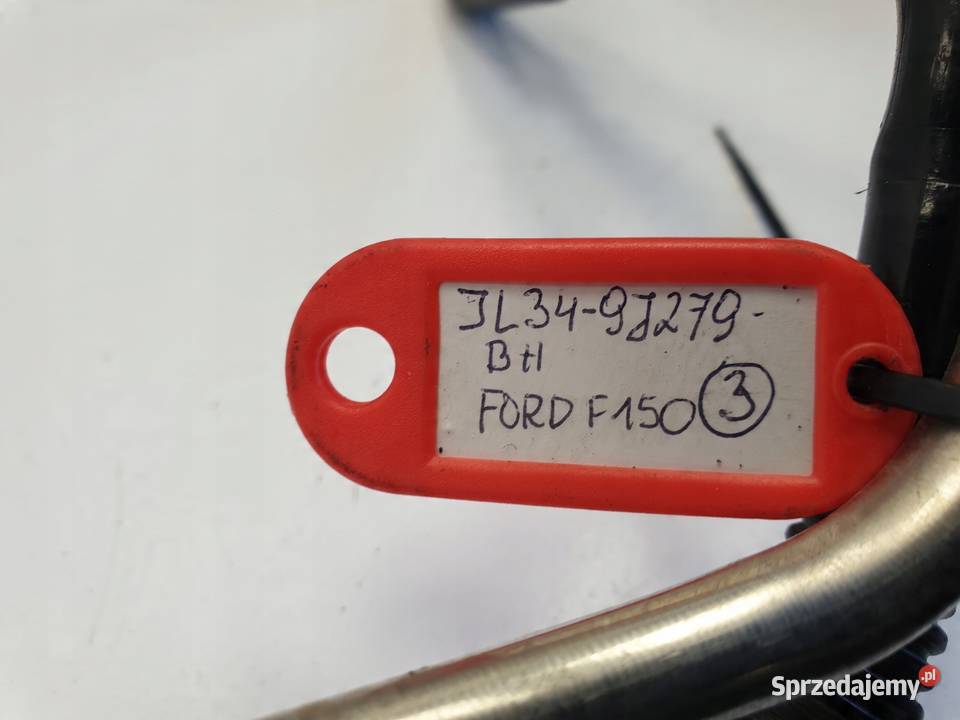 JL34-9J279-
BH
FORD F150 3
Sprzedajemy.pl